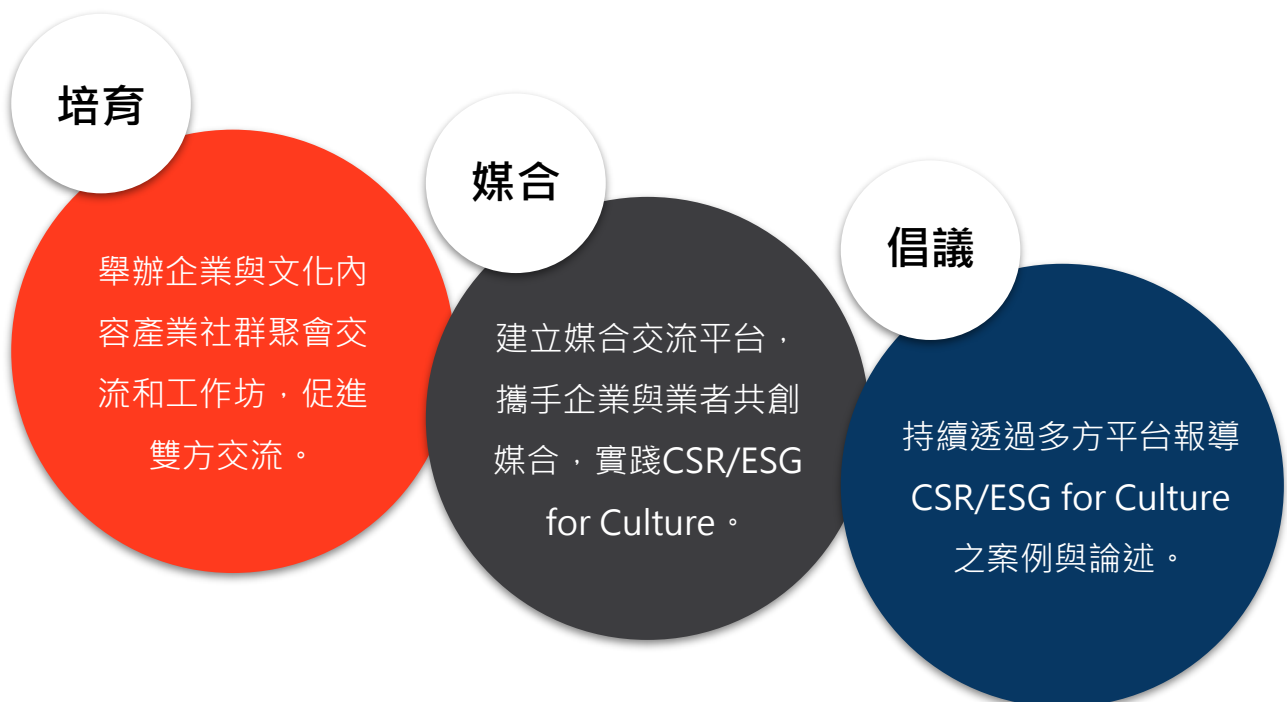 培育
舉辦企業與文化內
容產業社群聚會交
流和工作坊，促進
雙方交流。
媒合
建立媒合交流平台，
攜手企業與業者共創
媒合，實踐CSR/ESG
for Culture。
倡議
持續透過多方平台報導
CSR/ESG for Culture
之案例與論述。